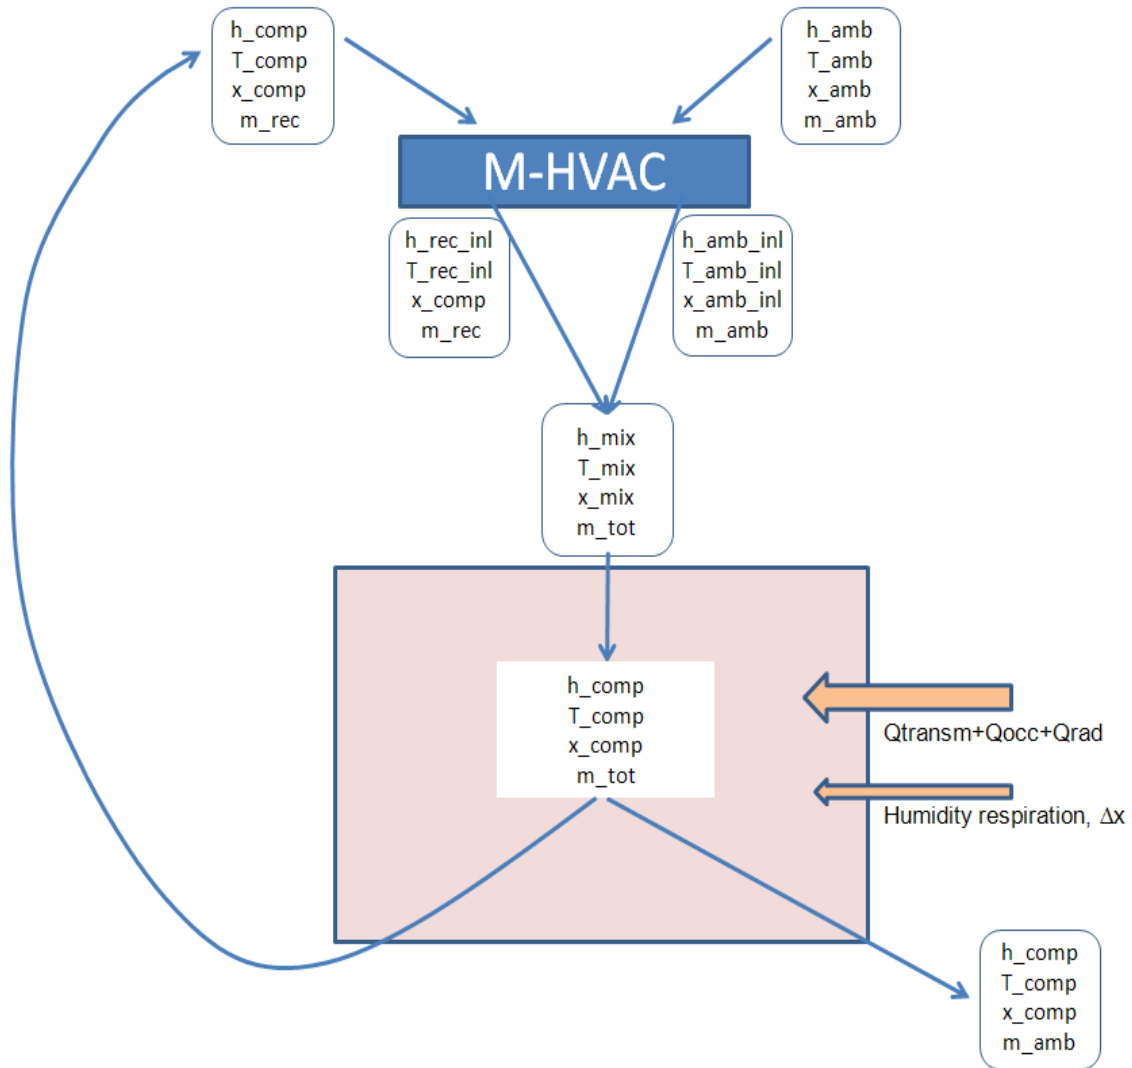 h_comp
T_comp
x_comp
m_rec
h_amb
T_amb
x_amb
m_amb
M-HVAC
h_rec_inl
T_rec_inl
x_comp
m_rec
h_amb_inl
T_amb_inl
x_amb_inl
m_amb
h_mix
T_mix
x_mix
m_tot
h_comp
T_comp
x_comp
m_tot
Qtransm+Qocc+Qrad
Humidity respiration, Δx
h_comp
T_comp
x_comp
m_amb